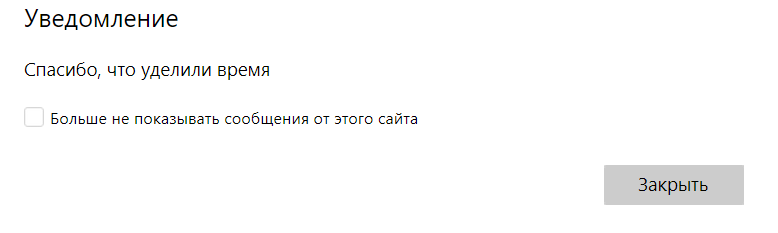 Уведомление
Спасибо, что уделили время
Больше не показывать сообщения от этого сайта
Закрыть